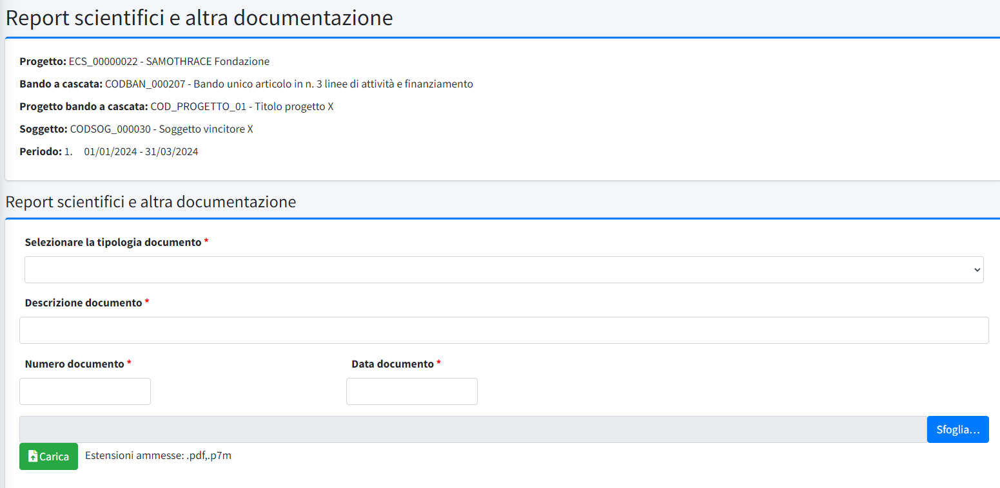 Report scientifici e altra documentazione
Progetto: ECS_00000022 - SAMOTHRACE Fondazione
Bando a cascata: CODBAN_000207 - Bando unico articolo in n. 3 linee di attività e finanziamento
Progetto bando a cascata: COD_PROGETTO_01 - Titolo progetto X
Soggetto: CODSOG_000030 - Soggetto vincitore X
Periodo: 1. 01/01/2024 - 31/03/2024
Report scientifici e altra documentazione
Selezionare la tipologia documento *
Descrizione documento *
Numero documento * Data documento *
Sfoglia...
Carica Estensioni ammesse: .pdf,.p7m